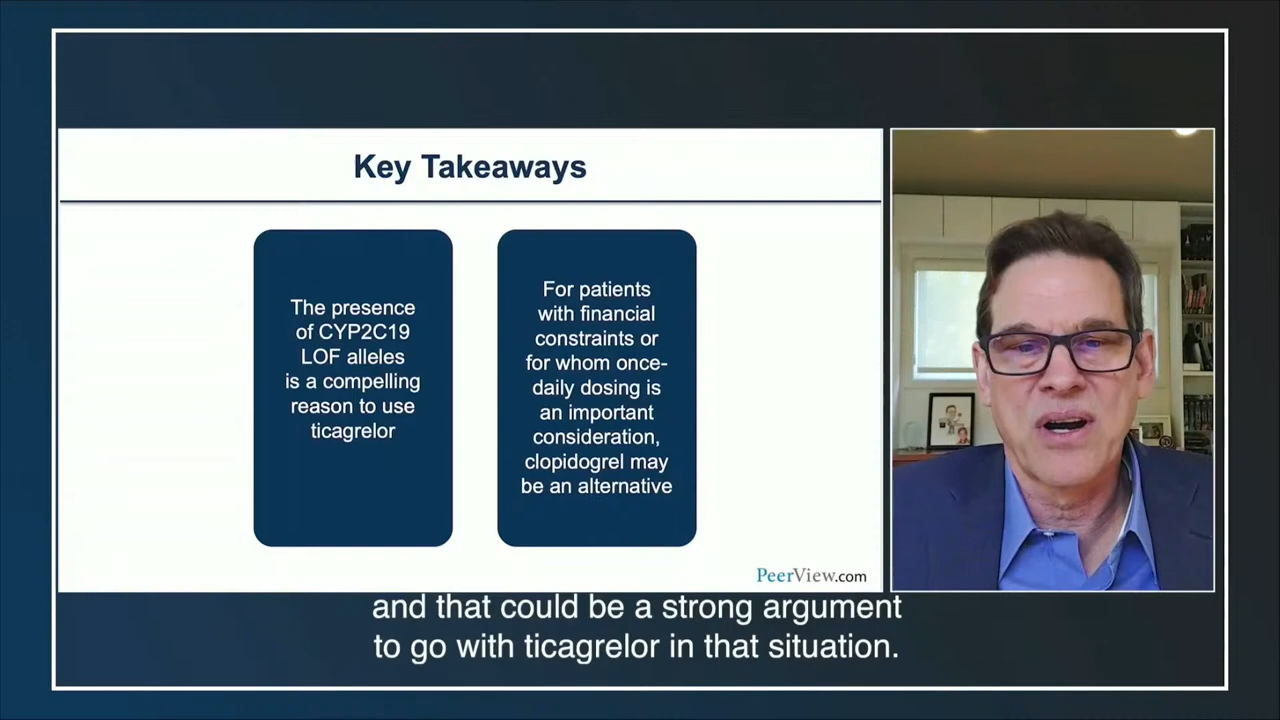 Key Takeaways
The presence
of CYP2C19
LOF alleles
is a compelling
reason to use
ticagrelor
For patients
with financial
constraints or
for whom once-
daily dosing is
an important
consideration,
clopidogrel may
be an alternative
PeerView.com
and that could be a strong argument
to go with ticagrelor in that situation.